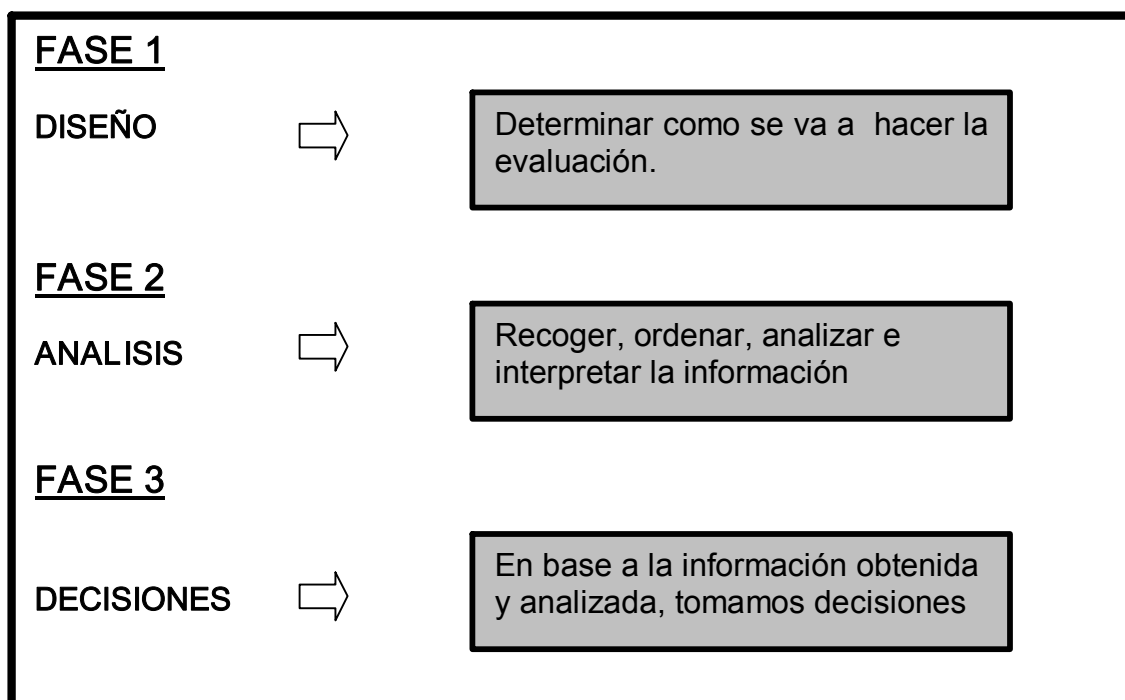 FASE 1
DISEÑO
Determinar como se va a  hacer la
evaluación.
FASE 2
ANALISIS
Recoger, ordenar, analizar e
interpretar la información
FASE 3
DECISIONES
En base a la información obtenida
y analizada, tomamos decisiones